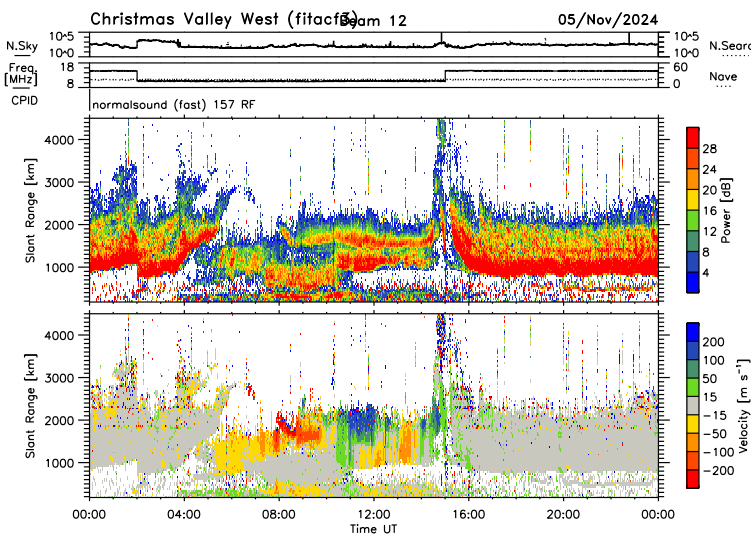 Christmas Valley West (fitacf3) Beam 12 05/Nov/2024
N.Sky 10^5 10^0 10^5 10^0 N.Sear
Freq [MHz] 18 8 60 0 Nave
CPID normalsound (fast) 157 RF
Slant Range [km] 4000 3000 2000 1000
Power [dB] 28 24 20 16 12 8 4
Slant Range [km] 4000 3000 2000 1000
Velocity [m s⁻¹] 200 100 50 15 -15 -50 -100 -200
00:00 04:00 08:00 12:00 16:00 20:00 00:00
Time UT